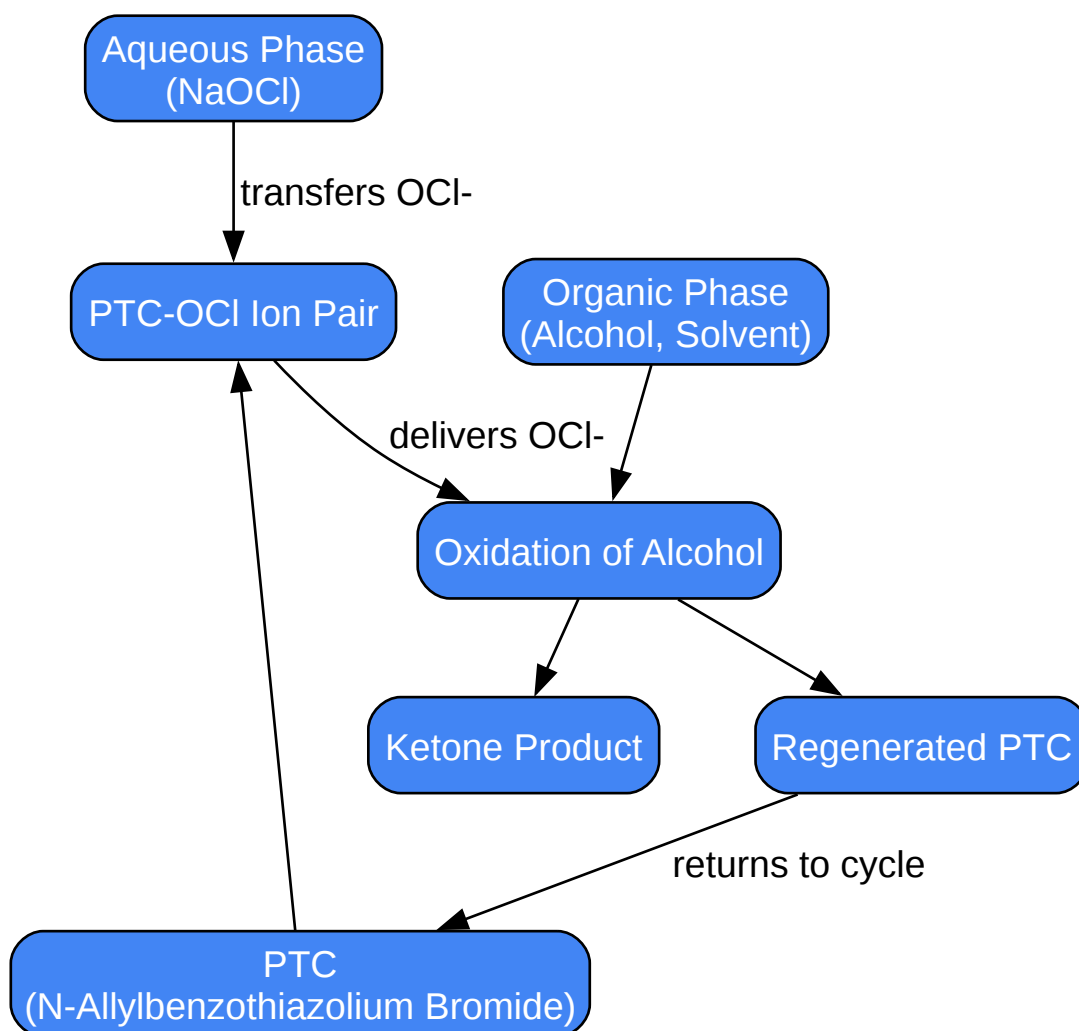 Aqueous Phase
(NaOCl)
transfers OCl-
PTC-OCl Ion Pair
Organic Phase
(Alcohol, Solvent)
delivers OCl-
Oxidation of Alcohol
Ketone Product
Regenerated PTC
returns to cycle
PTC
(N-Allylbenzothiazolium Bromide)